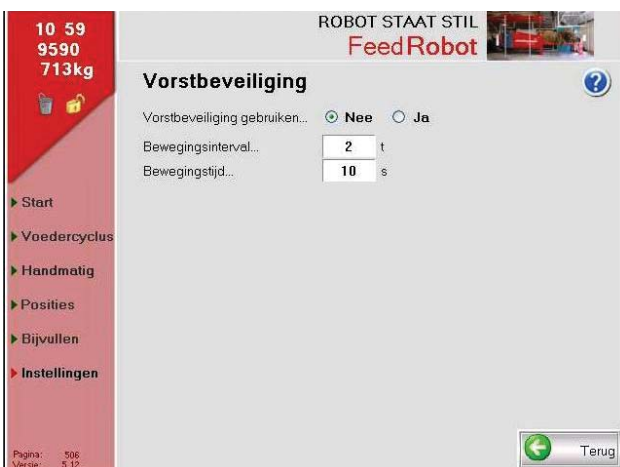 10 59
9590
713kg
ROBOT STAAT STIL
FeedRobot
Vorstbeveiliging
?
Vorstbeveiliging gebruiken... Nee Ja
Bewegingsinterval... 2 t
Bewegingstijd... 10 s
Start
Voedercyclus
Handmatig
Posities
Bijvullen
Instellingen
Terug
Pagina: 506
Versie: 5.12